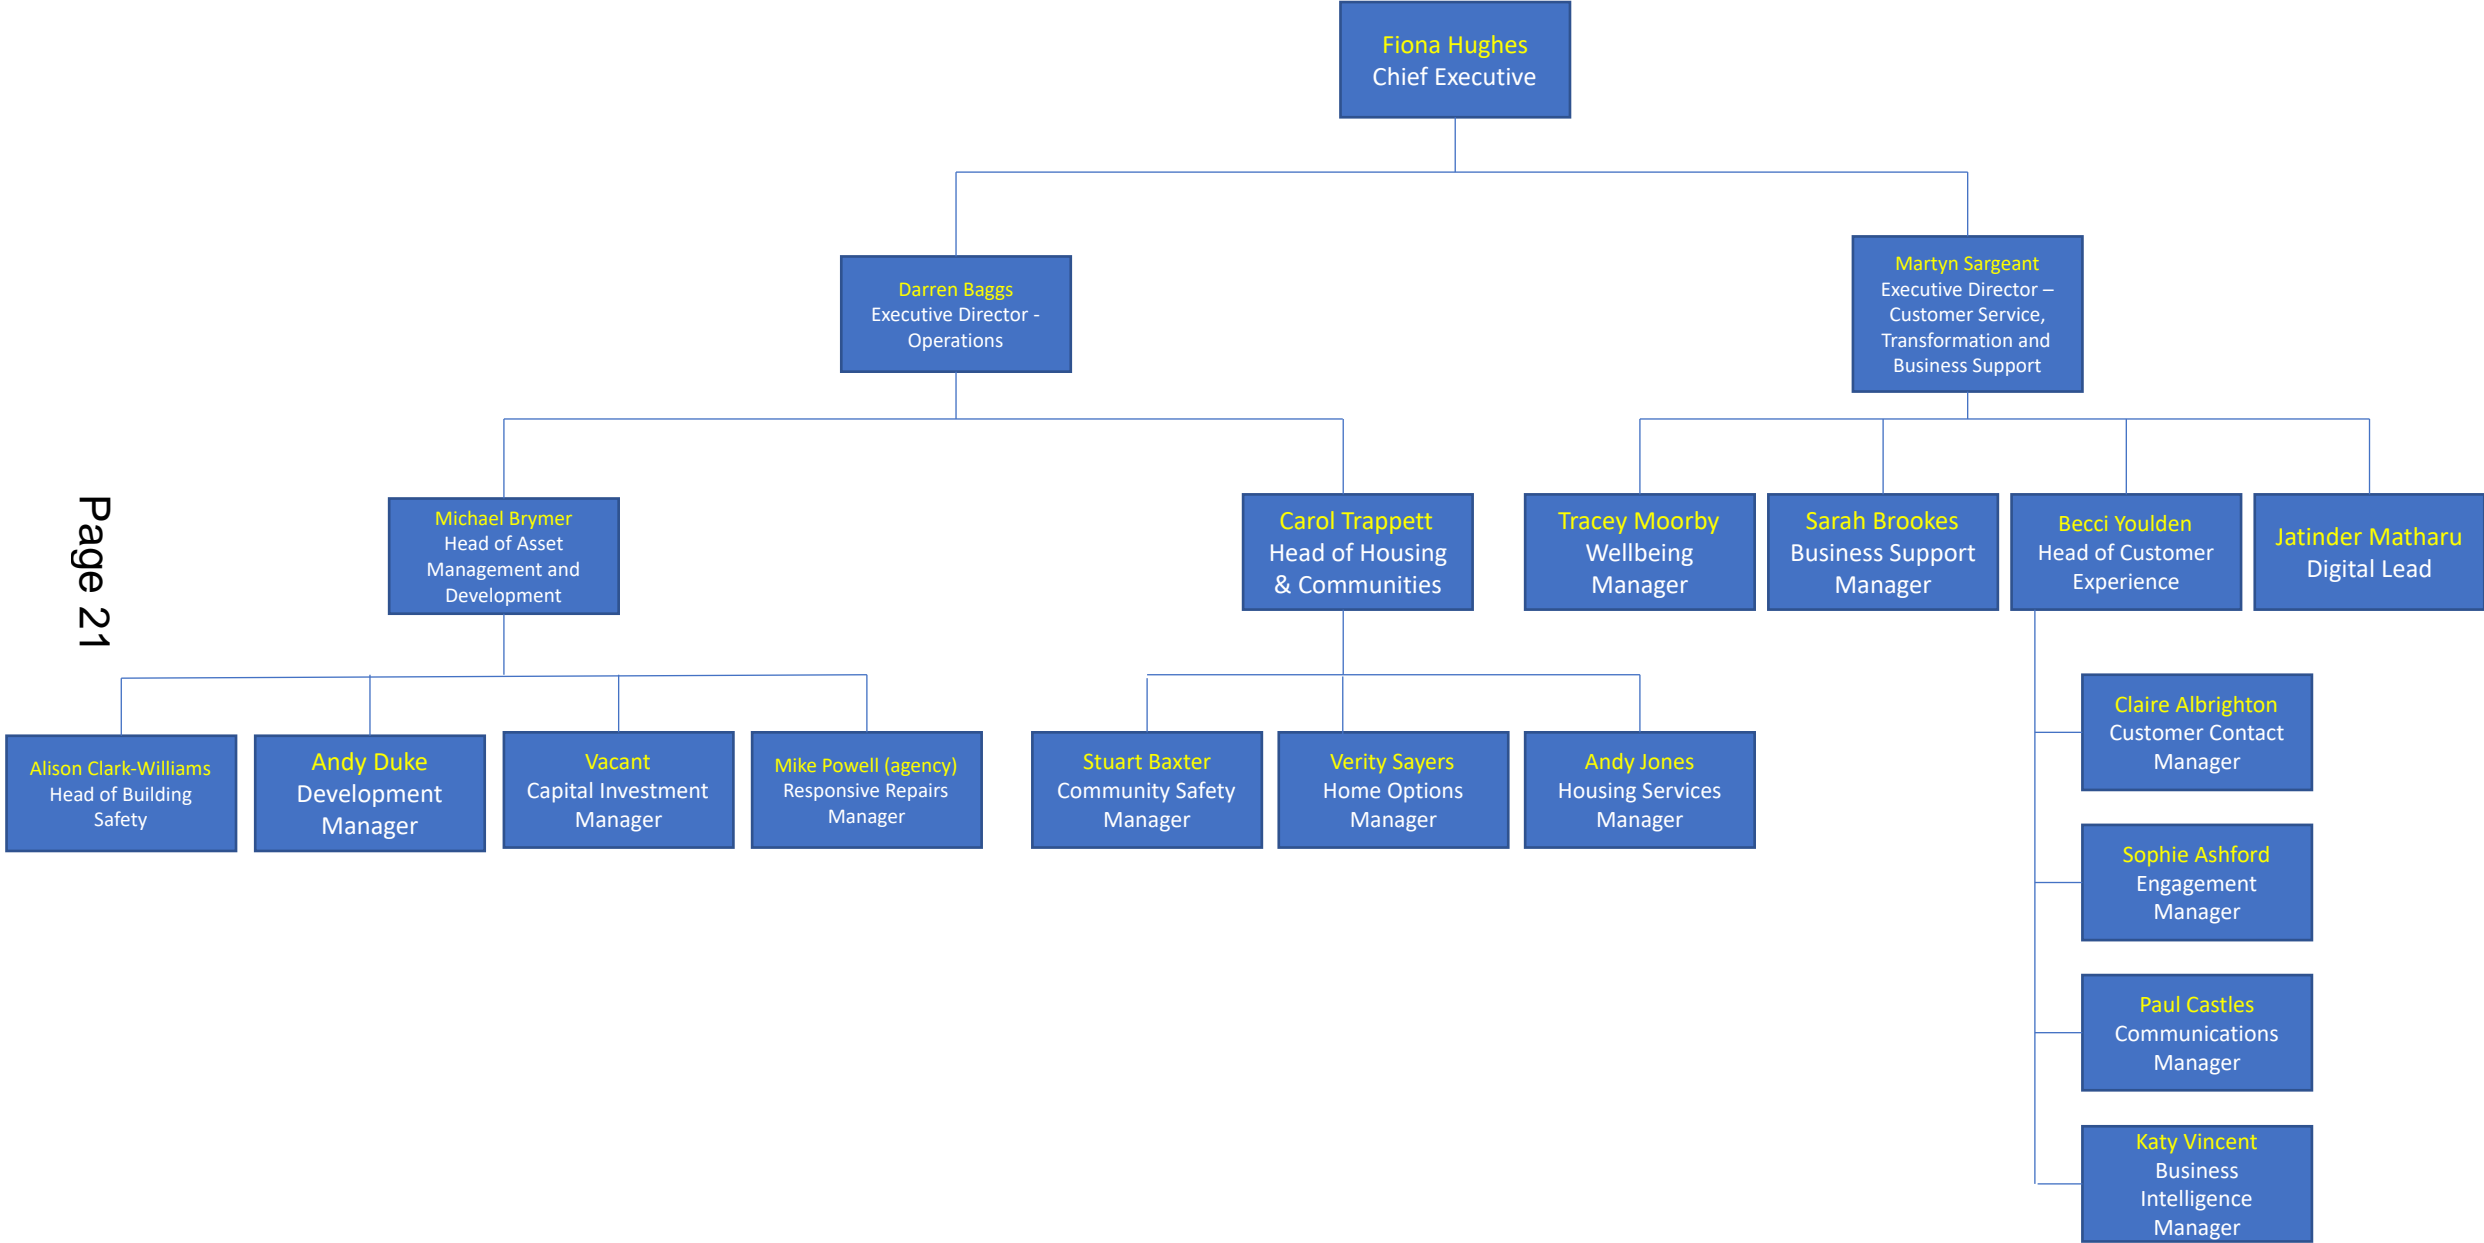 Fiona Hughes
Chief Executive
Darren Baggs
Executive Director -
Operations
Martyn Sargeant
Executive Director –
Customer Service,
Transformation and
Business Support
Michael Brymer
Head of Asset
Management and
Development
Carol Trappett
Head of Housing
& Communities
Tracey Moorby
Wellbeing
Manager
Sarah Brookes
Business Support
Manager
Becci Youlden
Head of Customer
Experience
Jatinder Matharu
Digital Lead
Page 21
Alison Clark-Williams
Head of Building
Safety
Andy Duke
Development
Manager
Vacant
Capital Investment
Manager
Mike Powell (agency)
Responsive Repairs
Manager
Stuart Baxter
Community Safety
Manager
Verity Sayers
Home Options
Manager
Andy Jones
Housing Services
Manager
Claire Albrighton
Customer Contact
Manager
Sophie Ashford
Engagement
Manager
Paul Castles
Communications
Manager
Katy Vincent
Business
Intelligence
Manager